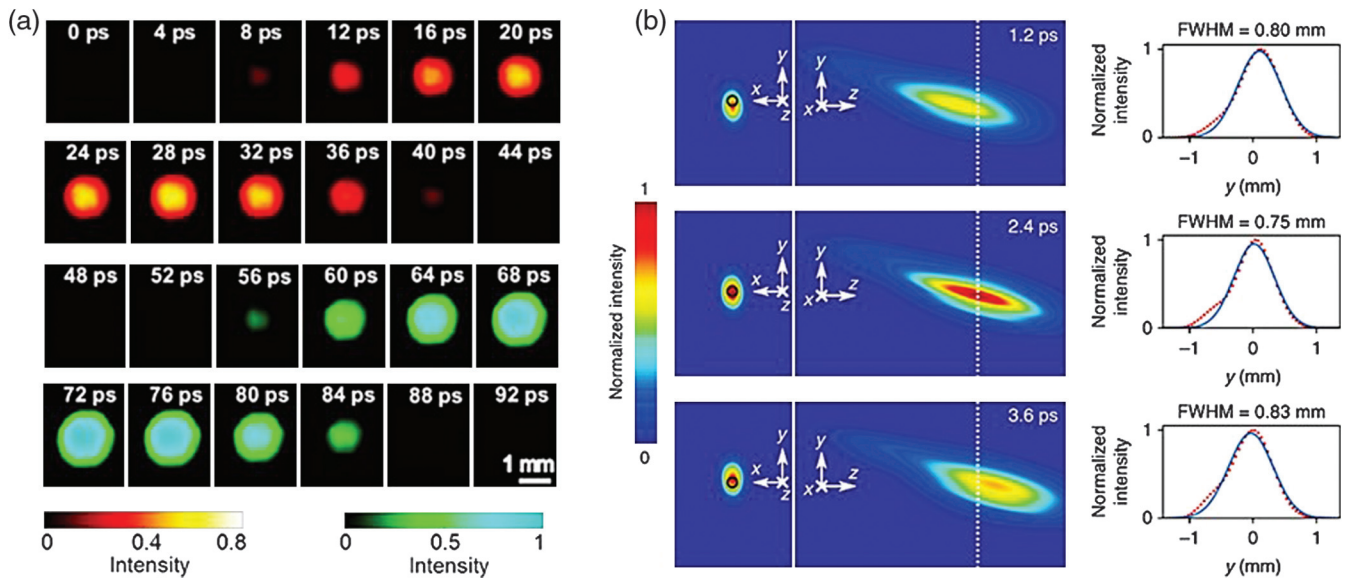 (a)
0 ps 4 ps 8 ps 12 ps 16 ps 20 ps
24 ps 28 ps 32 ps 36 ps 40 ps 44 ps
48 ps 52 ps 56 ps 60 ps 64 ps 68 ps
72 ps 76 ps 80 ps 84 ps 88 ps 92 ps
1 mm
0 0.4 0.8
Intensity
0 0.5 1
Intensity
(b)
1
Normalized intensity
0
y
x
z
y
x
z
1.2 ps
FWHM = 0.80 mm
Normalized
intensity
1
0
−1 0 1
y (mm)
y
x
z
y
x
z
2.4 ps
FWHM = 0.75 mm
Normalized
intensity
1
0
−1 0 1
y (mm)
y
x
z
y
x
z
3.6 ps
FWHM = 0.83 mm
Normalized
intensity
1
0
−1 0 1
y (mm)